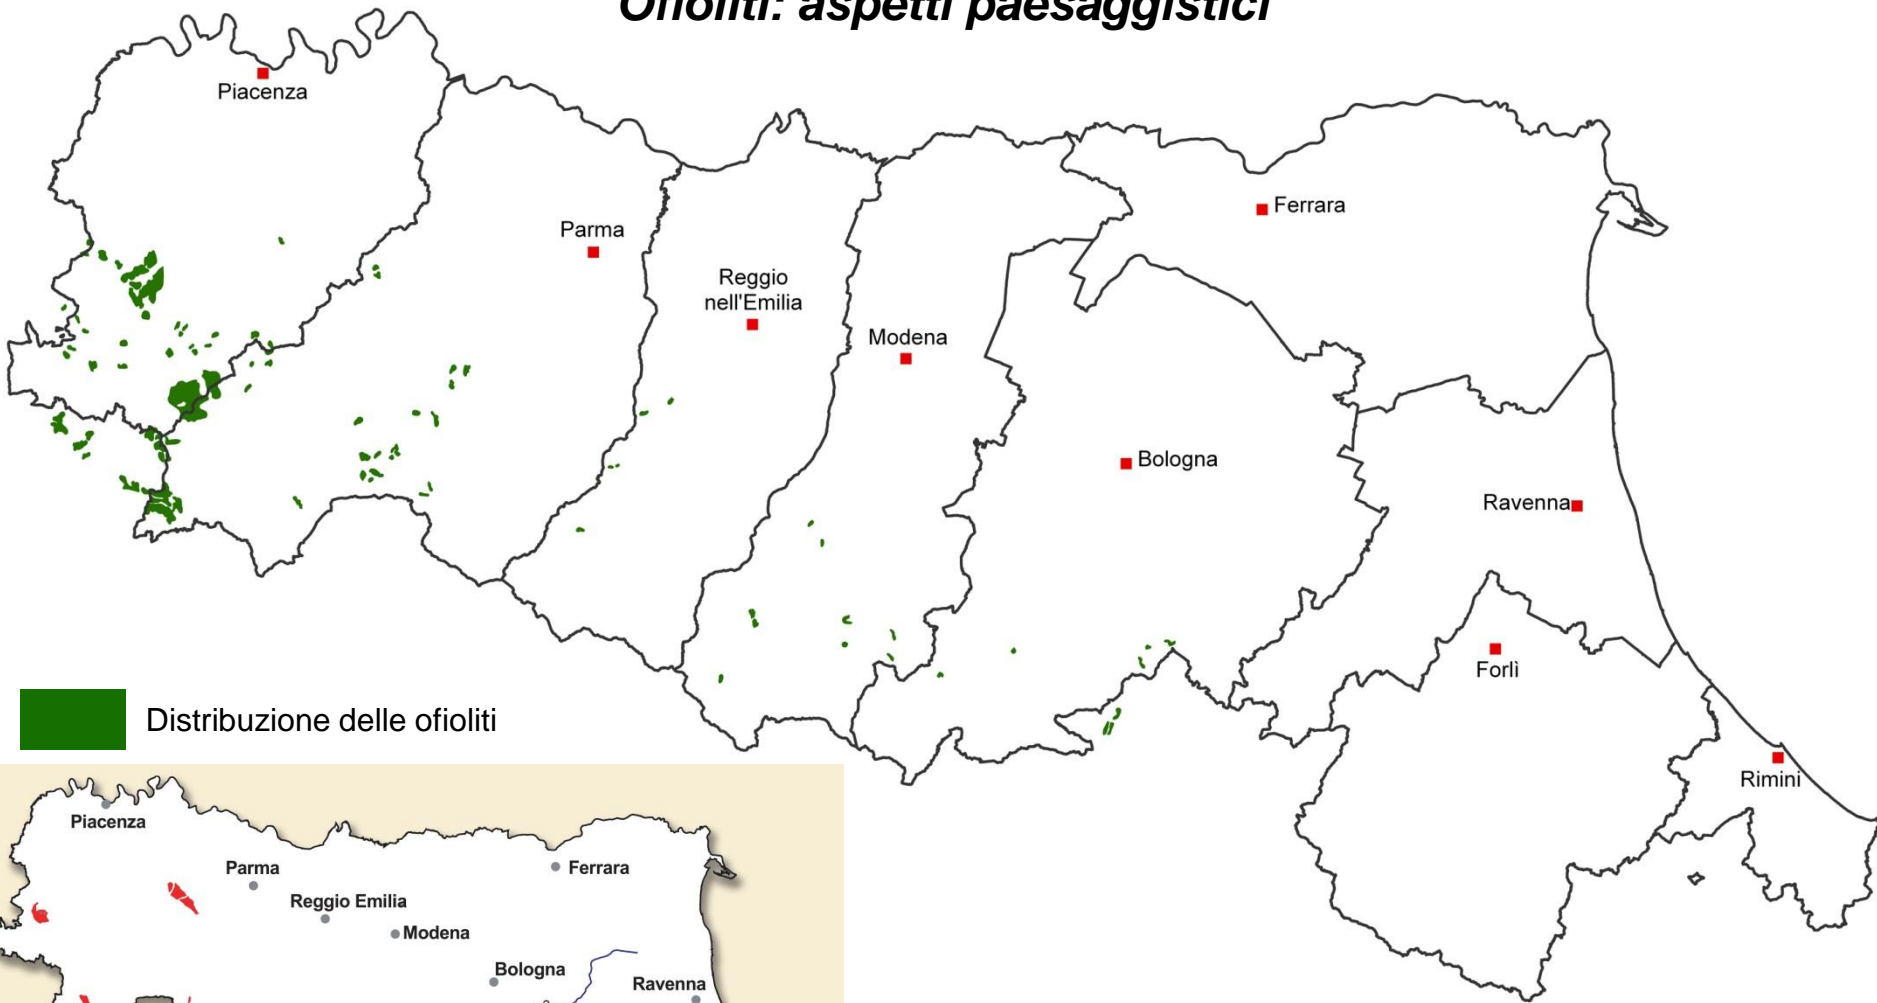 Ofioliti: aspetti paesaggistici
Piacenza
Parma
Ferrara
Reggio
nell'Emilia
Modena
Bologna
Ravenna
Forlì
Rimini
Distribuzione delle ofioliti
Piacenza
Parma
Ferrara
Reggio Emilia
Modena
Bologna
Ravenna